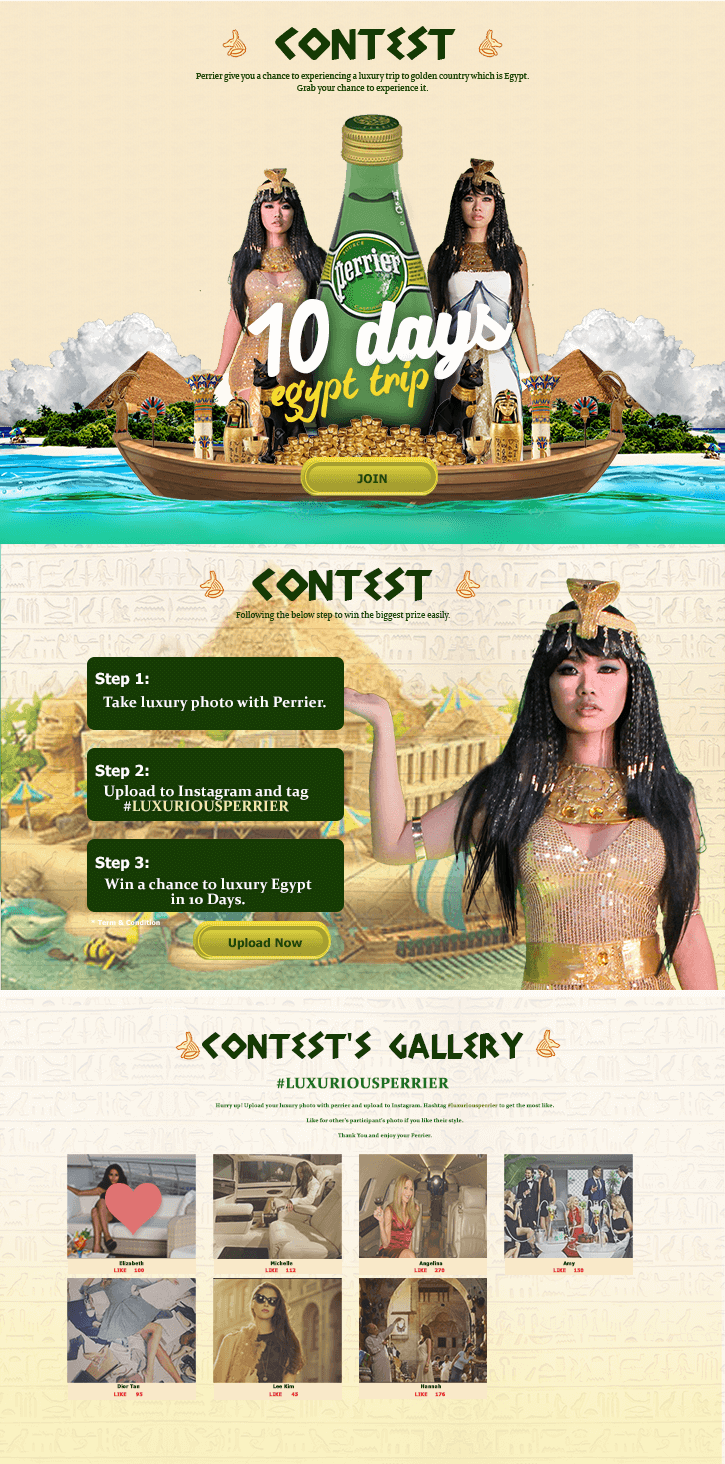 CONTEST
Perrier give you a chance to experiencing a luxury trip to golden country which is Egypt.
Grab your chance to experience it.
SOURCE
Perrier
10 days
egypt trip
JOIN
CONTEST
Following the below step to win the biggest prize easily.
Step 1:
Take luxury photo with Perrier.
Step 2:
Upload to Instagram and tag
#LUXURIOUSPERRIER
Step 3:
Win a chance to luxury Egypt
in 10 Days.
* Term & Condition
Upload Now
CONTEST'S GALLERY
#LUXURIOUSPERRIER
Hurry up! Upload your luxury photo with perrier and upload to Instagram. Hashtag #luxuriousperrier to get the most like.
Like for other's participant's photo if you like their style.
Thank You and enjoy your Perrier.
Elizabeth
LIKE 100
Michelle
LIKE 112
Angelina
LIKE 270
Amy
LIKE 150
Dior Tan
LIKE 95
Lee Kim
LIKE 48
Hannah
LIKE 176